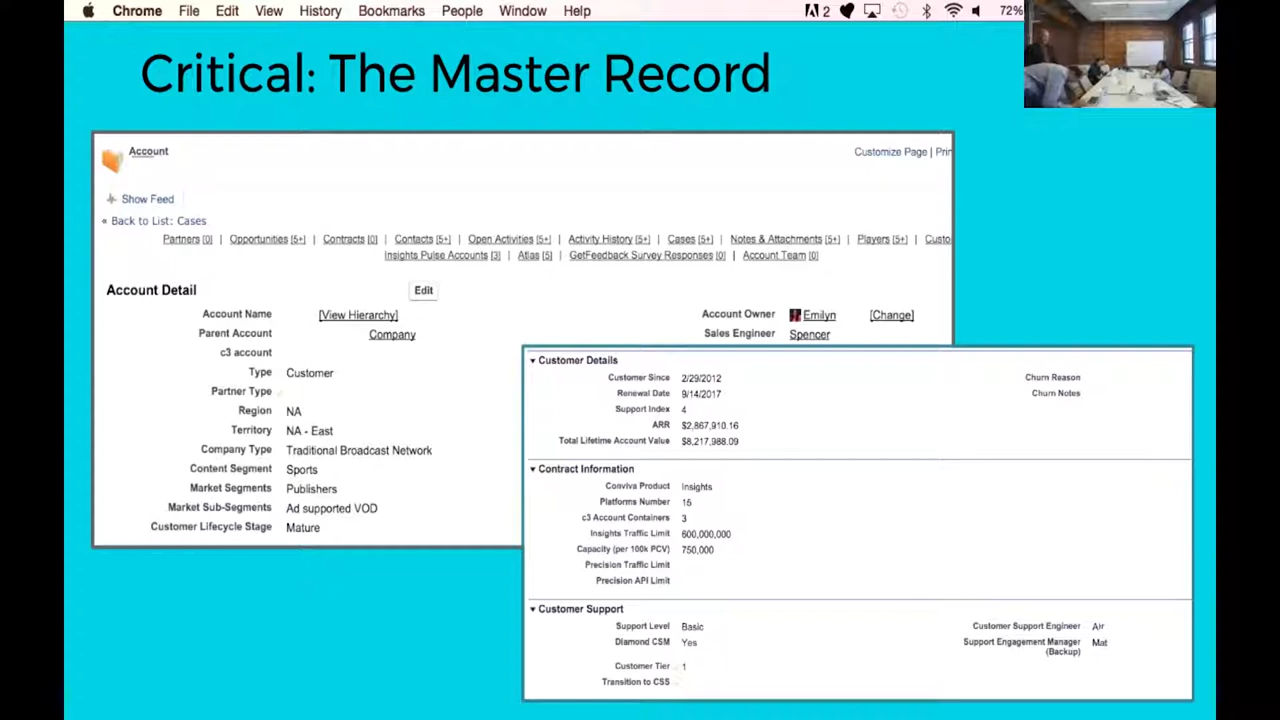 Chrome File Edit View History Bookmarks People Window Help 2 72%
Critical: The Master Record
Account
Customize Page |
Show Feed
« Back to List: Cases
Partners [0] | Opportunities [5+] | Contracts [0] | Contacts [5+] | Open Activities [5+] | Activity History [5+] | Cases [5+] | Notes & Attachments [5+] | Players [5+] |
Insights Pulse Accounts [3] | Atlas [5] | GetFeedback Survey Responses [0] | Account Team [0]
Account Detail Edit
Account Name [View Hierarchy] Account Owner Emilyn [Change]
Parent Account Company Sales Engineer Spencer
c3 account
Type Customer
Partner Type
Region NA
Territory NA - East
Company Type Traditional Broadcast Network
Content Segment Sports
Market Segments Publishers
Market Sub-Segments Ad supported VOD
Customer Lifecycle Stage Mature
Customer Details
Customer Since 2/29/2012 Churn Reason
Renewal Date 9/14/2017 Churn Notes
Support Index 4
ARR $2,867,910.16
Total Lifetime Account Value $8,217,988.09
Contract Information
Conviva Product Insights
Platforms Number 15
c3 Account Containers 3
Insights Traffic Limit 600,000,000
Capacity (per 100k PCV) 750,000
Precision Traffic Limit
Precision API Limit
Customer Support
Support Level Basic Customer Support Engineer
Diamond CSM Yes Support Engagement Manager Mat
(Backup)
Customer Tier 1
Transition to CSS